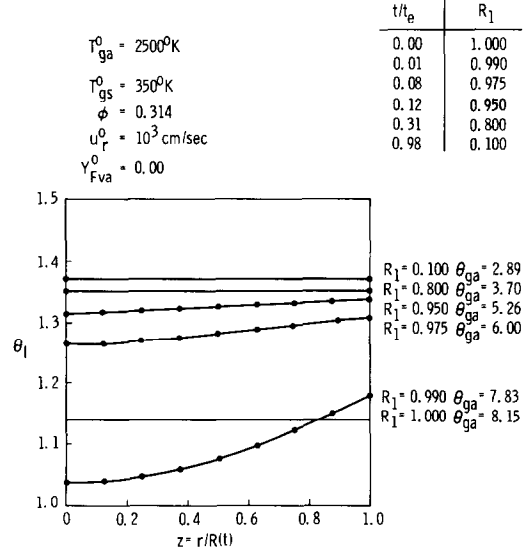 T⁰ga = 2500⁰K
T⁰gs = 350⁰K
ϕ = 0.314
u⁰r = 10³ cm/sec
Y⁰Fva = 0.00
t/te R1
0.00 1.000
0.01 0.990
0.08 0.975
0.12 0.950
0.31 0.800
0.98 0.100
1.5
1.4
1.3
θl
1.2
1.1
1.0
0 0.2 0.4 0.6 0.8 1.0
z= r/R(t)
R1= 0.100 θga = 2.89
R1= 0.800 θga = 3.70
R1= 0.950 θga = 5.26
R1= 0.975 θga = 6.00
R1= 0.990 θga = 7.83
R1= 1.000 θga = 8.15